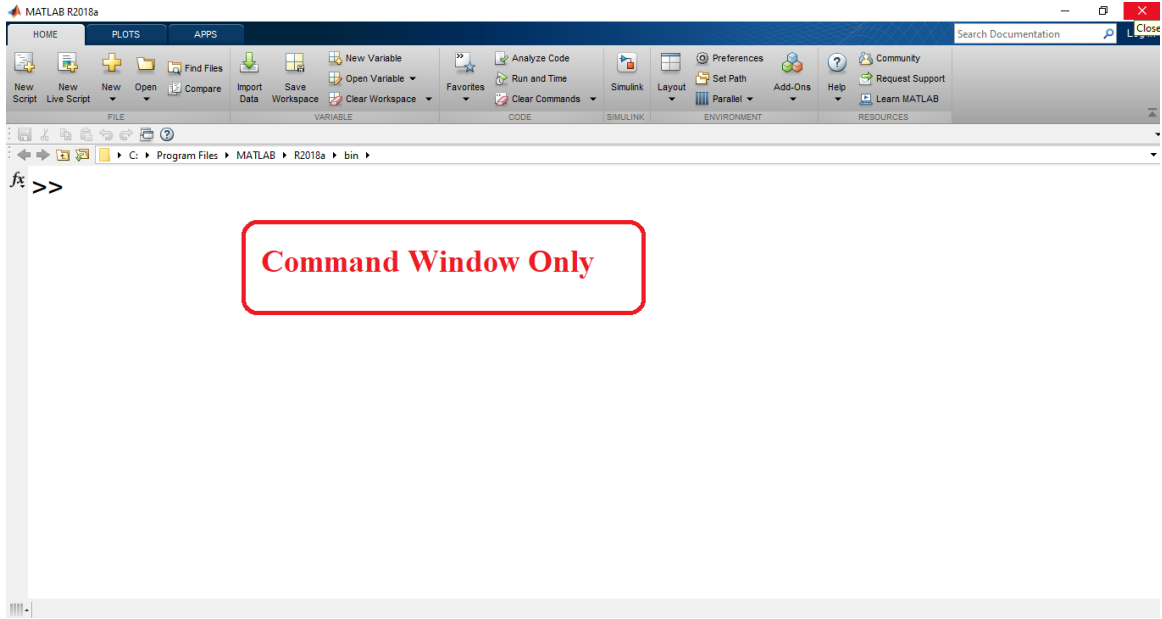 MATLAB R2018a
HOME PLOTS APPS
Search Documentation
Close
New Script
New Live Script
New
Open
Find Files
Compare
FILE
Import Data
Save Workspace
New Variable
Open Variable
Clear Workspace
VARIABLE
Favorites
Analyze Code
Run and Time
Clear Commands
CODE
Simulink
SIMULINK
Layout
Preferences
Set Path
Parallel
Add-Ons
ENVIRONMENT
Help
Community
Request Support
Learn MATLAB
RESOURCES
C: Program Files MATLAB R2018a bin
fx >>
Command Window Only